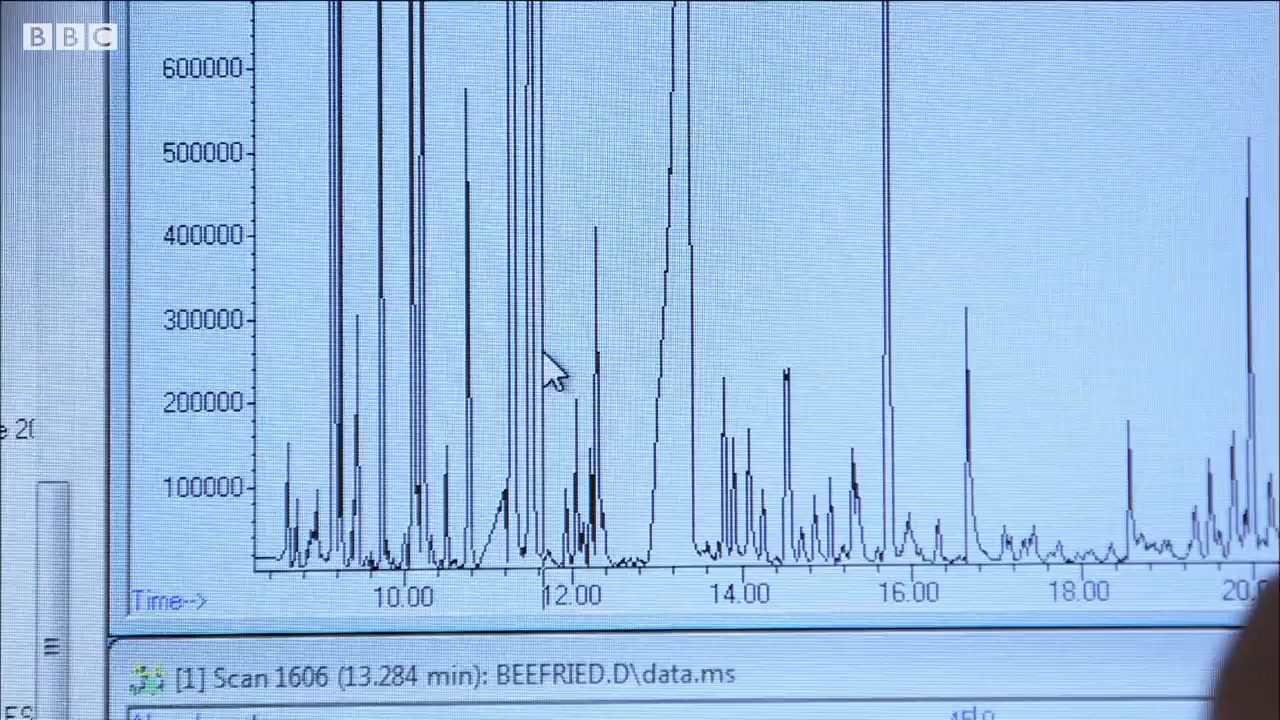 BBC
600000
500000
400000
300000
200000
100000
10.00 12.00 14.00 16.00 18.00 20.
Time-->
[1] Scan 1606 (13.284 min): BEEFRIED.D\data.ms